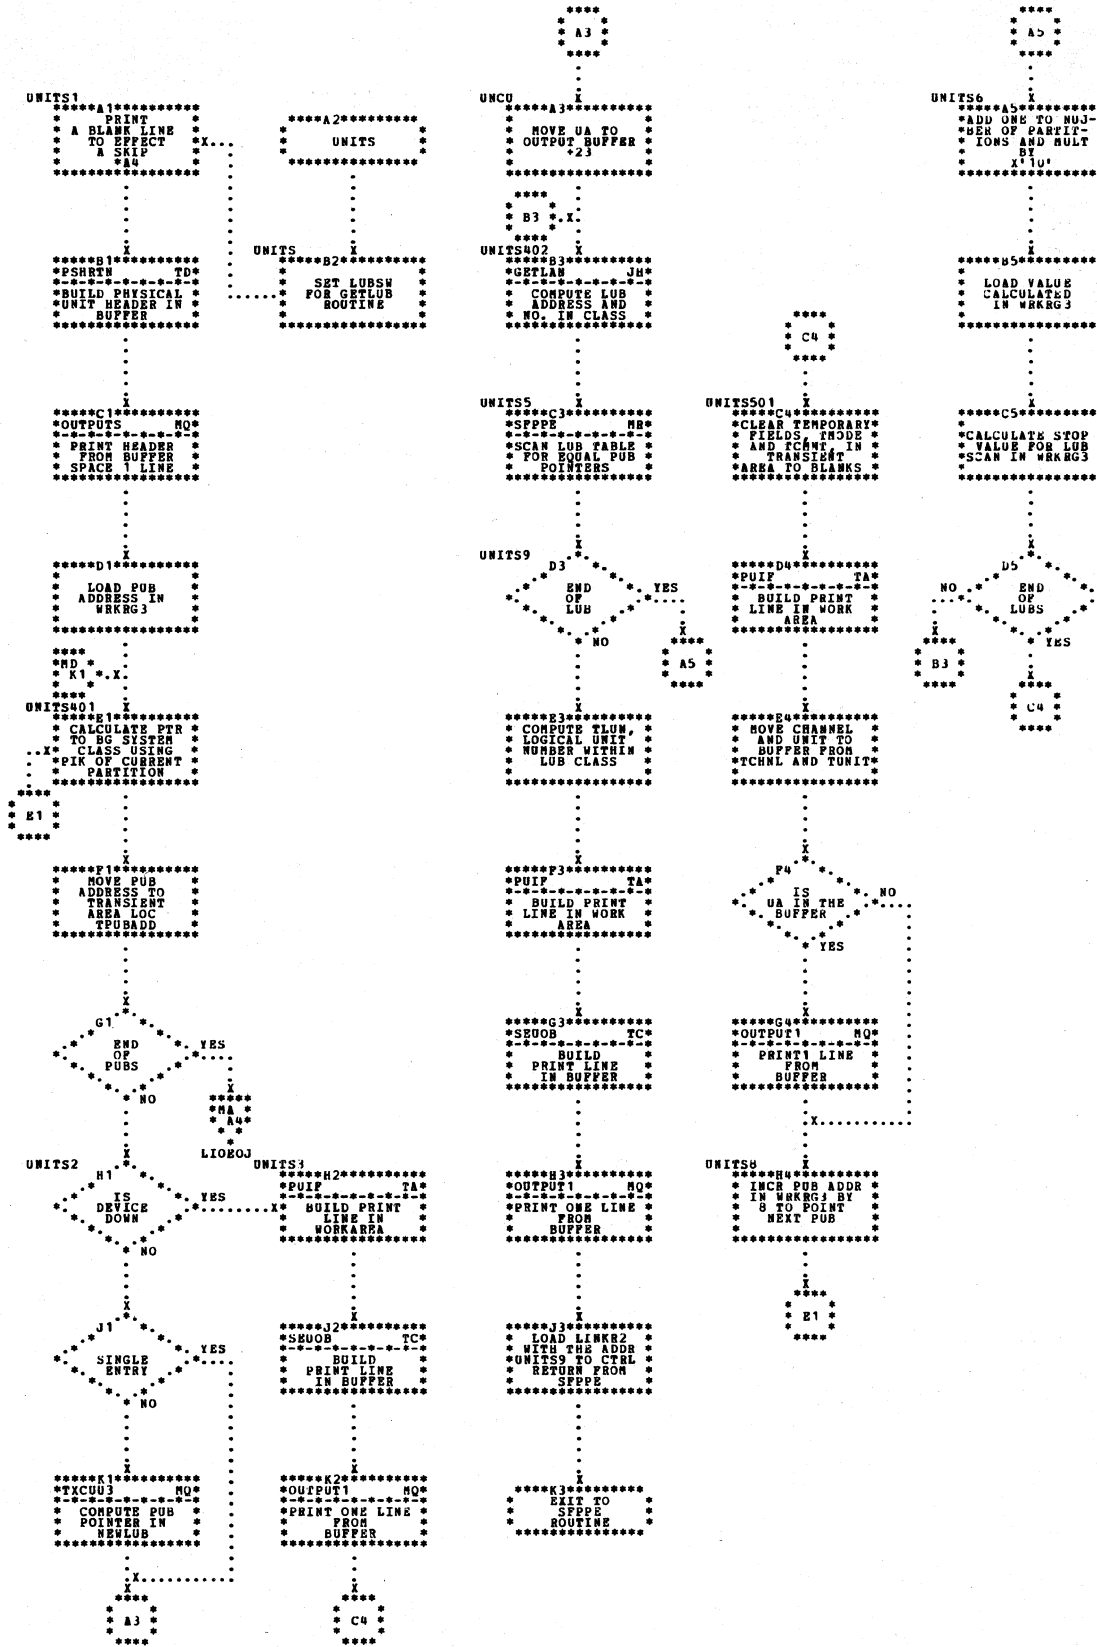 UNITS1
A1
PRINT
A BLANK LINE
TO EFFECT
A SKIP
*A4
B1
PSHRTN TD
BUILD PHYSICAL
UNIT HEADER IN
BUFFER
C1
OUTPUTS MQ
PRINT HEADER
FROM BUFFER
SPACE 1 LINE
D1
LOAD PUB
ADDRESS IN
WRKRG3
MD
K1
UNITS401
E1
CALCULATE PTR
TO BG SYSTEM
CLASS USING
PIK OF CURRENT
PARTITION
E1
F1
MOVE PUB
ADDRESS TO
TRANSIENT
AREA LOC
TPUBADD
G1
END
OF
PUBS
YES
NO
MA
A4
LIOEOJ
UNITS2
H1
IS
DEVICE
DOWN
YES
NO
J1
SINGLE
ENTRY
YES
NO
K1
TXCUU3 MQ
COMPUTE PUB
POINTER IN
NEWLUB
A3
A2
UNITS
UNITS
B2
SET LUBSW
FOR GETLUB
ROUTINE
UNITS3
H2
PUIF TA
BUILD PRINT
LINE IN
WORKAREA
J2
SEUOB TC
BUILD
PRINT LINE
IN BUFFER
K2
OUTPUT1 MQ
PRINT ONE LINE
FROM
BUFFER
C4
A3
UNCU
A3
MOVE UA TO
OUTPUT BUFFER
+23
B3
UNITS402
B3
GETLAN JH
COMPUTE LUB
ADDRESS AND
NO. IN CLASS
UNITS5
C3
SFPPE MR
SCAN LUB TABLE
FOR EQUAL PUB
POINTERS
UNITS9
D3
END
OF
LUB
YES
NO
A5
E3
COMPUTE TLUN,
LOGICAL UNIT
NUMBER WITHIN
LUB CLASS
F3
PUIF TA
BUILD PRINT
LINE IN WORK
AREA
G3
SEUOB TC
BUILD
PRINT LINE
IN BUFFER
H3
OUTPUT1 MQ
PRINT ONE LINE
FROM
BUFFER
J3
LOAD LINKR2
WITH THE ADDR
UNITS9 TO CTRL
RETURN FROM
SFPPE
K3
EXIT TO
SFPPE
ROUTINE
C4
UNITS501
C4
CLEAR TEMPORARY
FIELDS, TMODE
AND TCMNT, IN
TRANSIENT
AREA TO BLANKS
D4
PUIF TA
BUILD PRINT
LINE IN WORK
AREA
E4
MOVE CHANNEL
AND UNIT TO
BUFFER FROM
TCHNL AND TUNIT
F4
IS
UA IN THE
BUFFER
NO
YES
G4
OUTPUT1 MQ
PRINT1 LINE
FROM
BUFFER
UNITS8
H4
INCR PUB ADDR
IN WRKRG3 BY
8 TO POINT
NEXT PUB
E1
A5
UNITS6
A5
ADD ONE TO NUJ-
BER OF PARTIT-
IONS AND MULT
BY
X'10'
B5
LOAD VALUE
CALCULATED
IN WRKRG3
C5
CALCULATE STOP
VALUE FOR LUB
SCAN IN WRKRG3
D5
END
OF
LUBS
NO
YES
B3
C4